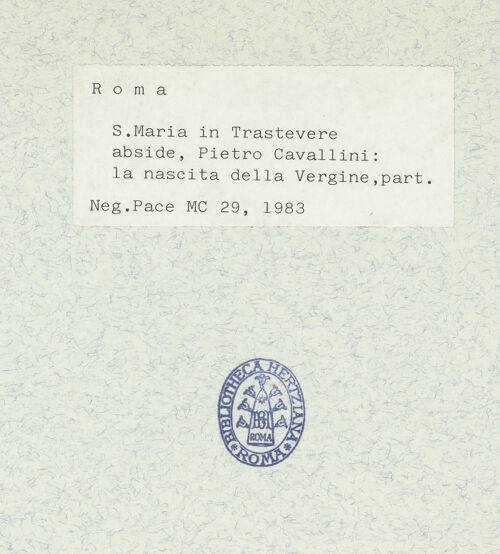 R o m a
S.Maria in Trastevere
abside, Pietro Cavallini:
la nascita della Vergine,part.
Neg.Pace MC 29, 1983
BIBLIOTHECA HERTZIANA
BH
ROMA
* ROMA *